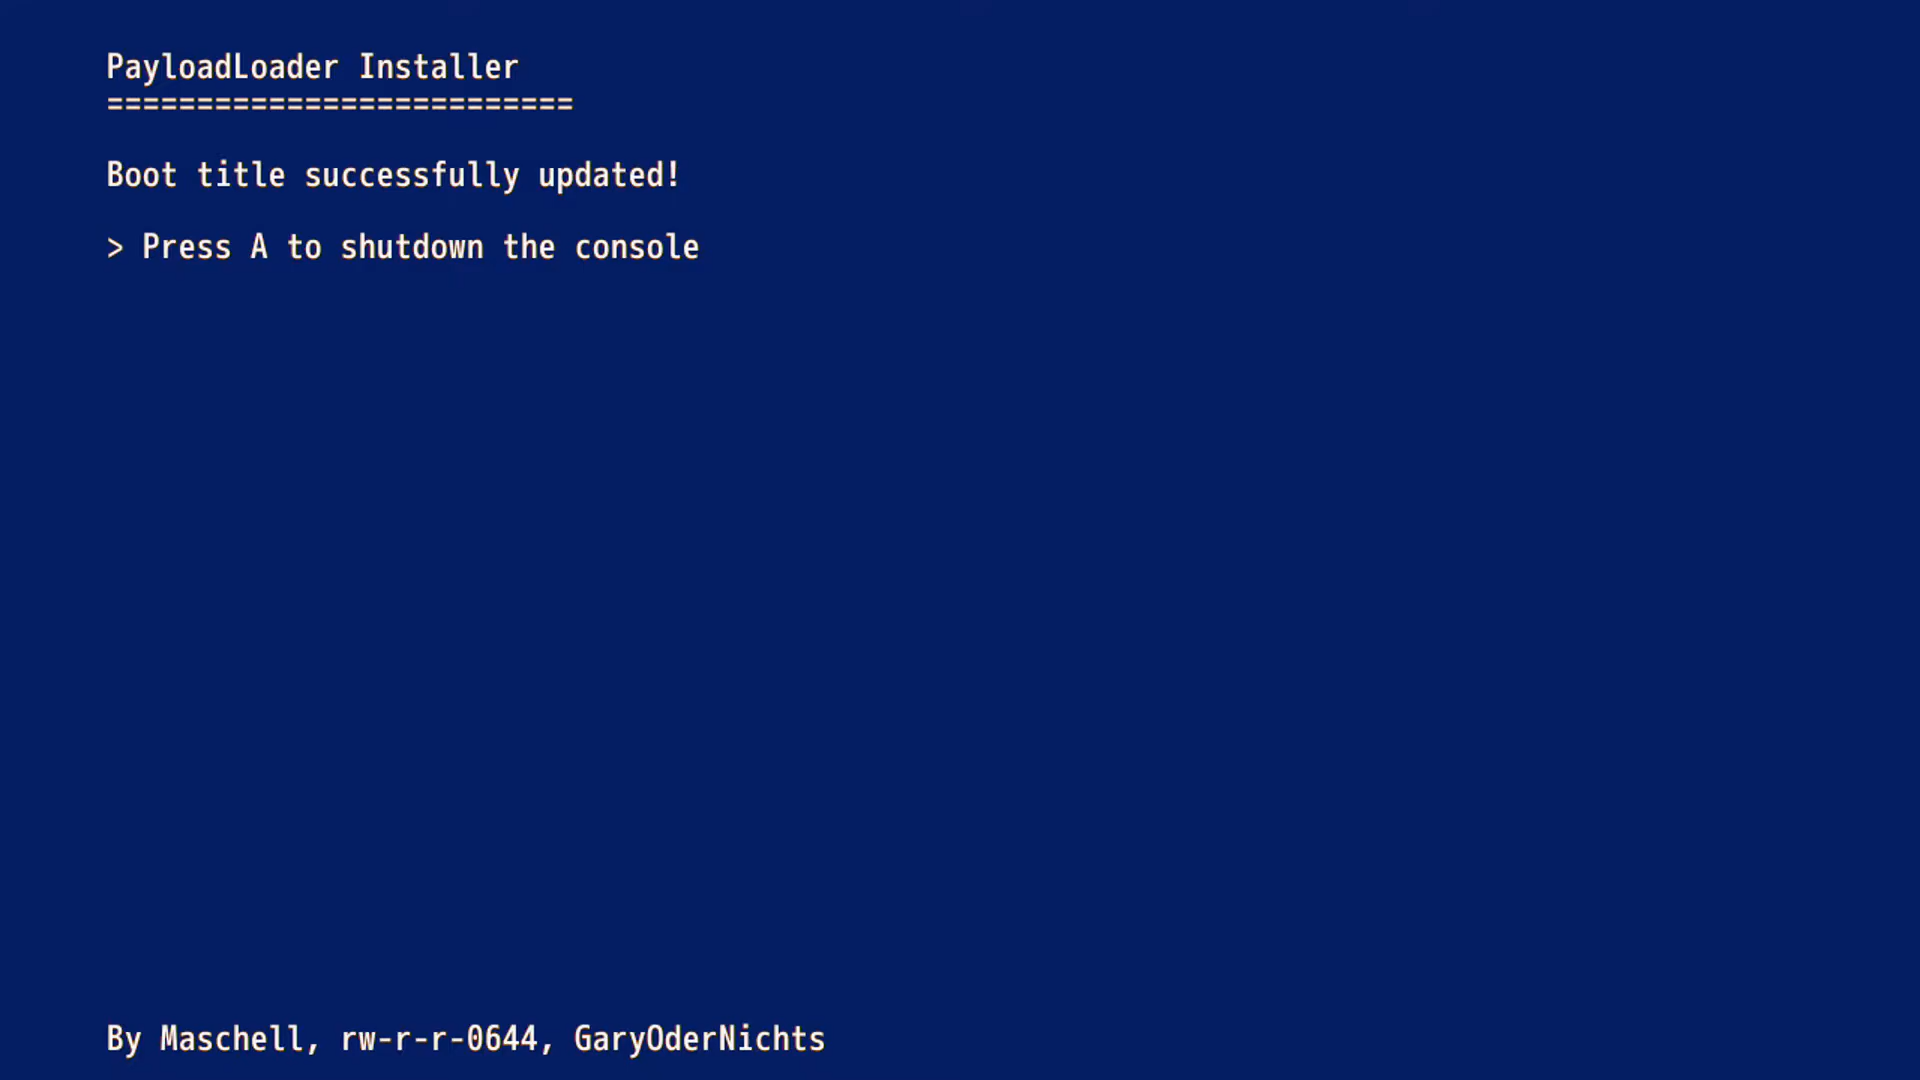 PayloadLoader Installer
==========================
Boot title successfully updated!
> Press A to shutdown the console
By Maschell, rw-r-r-0644, GaryOderNichts